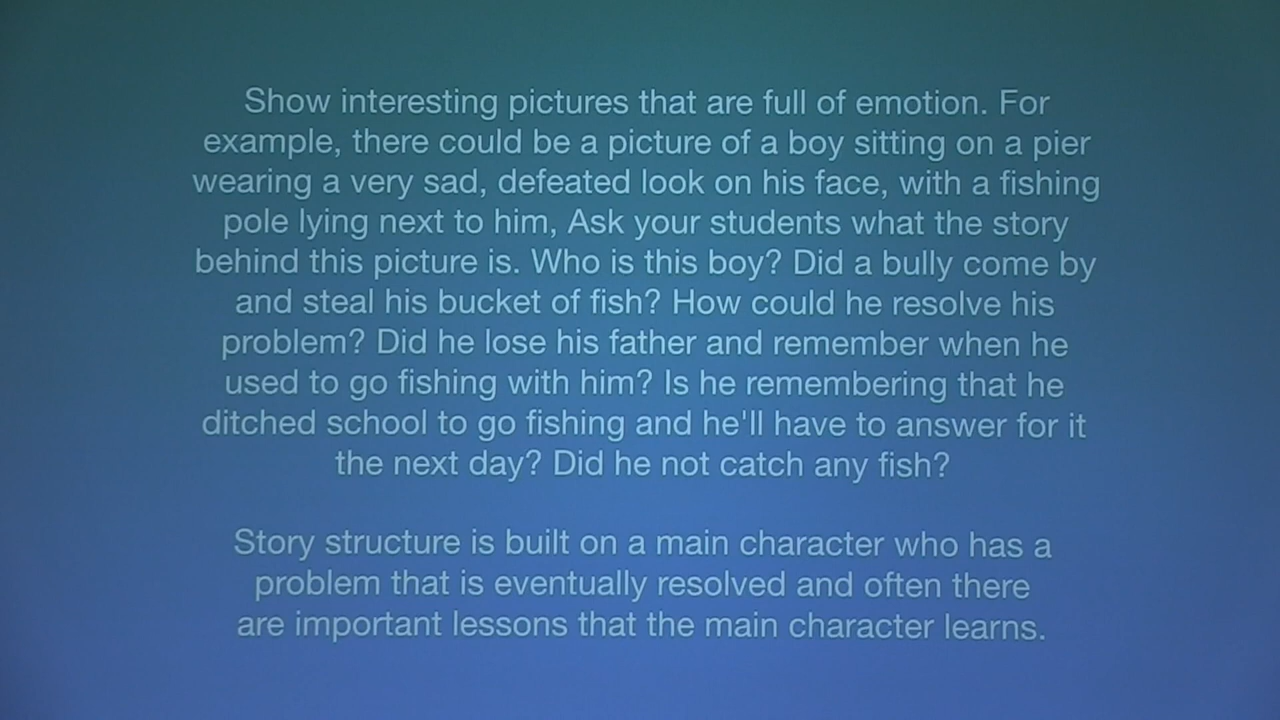 Show interesting pictures that are full of emotion. For
example, there could be a picture of a boy sitting on a pier
wearing a very sad, defeated look on his face, with a fishing
pole lying next to him, Ask your students what the story
behind this picture is. Who is this boy? Did a bully come by
and steal his bucket of fish? How could he resolve his
problem? Did he lose his father and remember when he
used to go fishing with him? Is he remembering that he
ditched school to go fishing and he'll have to answer for it
the next day? Did he not catch any fish?
Story structure is built on a main character who has a
problem that is eventually resolved and often there
are important lessons that the main character learns.